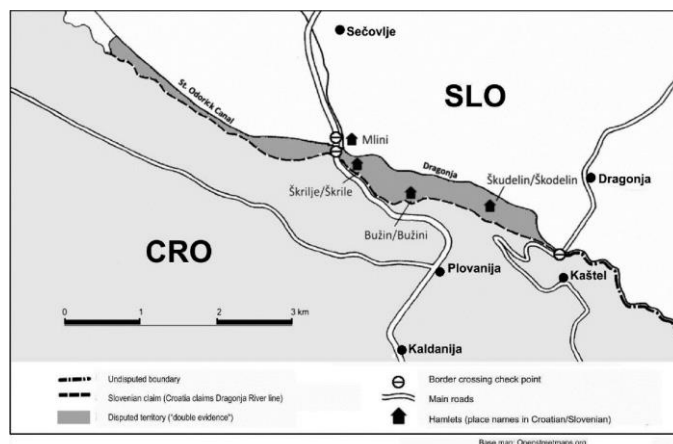 Sečovlje
SLO
St. Odorick Canal
Mlini
Dragonja
Škudelin/Škodelin
Dragonja
Škrilje/Škrile
Bužin/Bužini
CRO
Plovanija
Kaštel
0 1 2 3 km
Kaldanija
Undisputed boundary
Slovenian claim (Croatia claims Dragonja River line)
Disputed territory ("double evidence")
Border crossing check point
Main roads
Hamlets (place names in Croatian/Slovenian)
Base map: Openstreetmaps.org